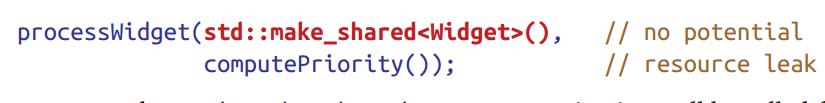 processWidget(std::make_shared<Widget>(), // no potential
computePriority()); // resource leak